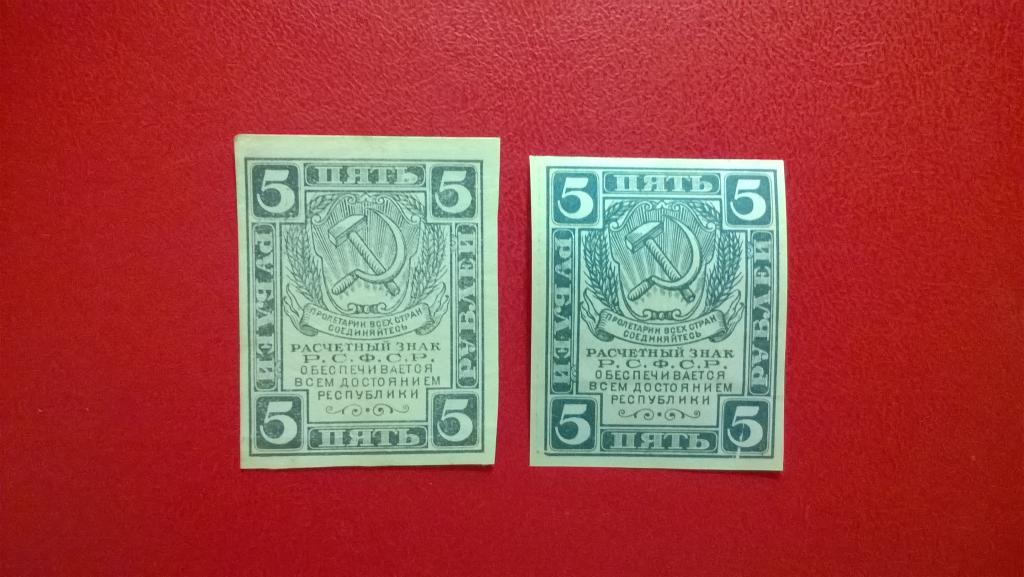 5 ПЯТЬ 5
РУБЛЕЙ
РУБЛЕЙ
ПРОЛЕТАРИИ ВСЕХ СТРАН
СОЕДИНЯЙТЕСЬ
РАСЧЕТНЫЙ ЗНАК
Р.С.Ф.С.Р.
ОБЕСПЕЧИВАЕТСЯ
ВСЕМ ДОСТОЯНИЕМ
РЕСПУБЛИКИ
5 ПЯТЬ 5
5 ПЯТЬ 5
РУБЛЕЙ
РУБЛЕЙ
ПРОЛЕТАРИИ ВСЕХ СТРАН
СОЕДИНЯЙТЕСЬ
РАСЧЕТНЫЙ ЗНАК
Р.С.Ф.С.Р.
ОБЕСПЕЧИВАЕТСЯ
ВСЕМ ДОСТОЯНИЕМ
РЕСПУБЛИКИ
5 ПЯТЬ 5